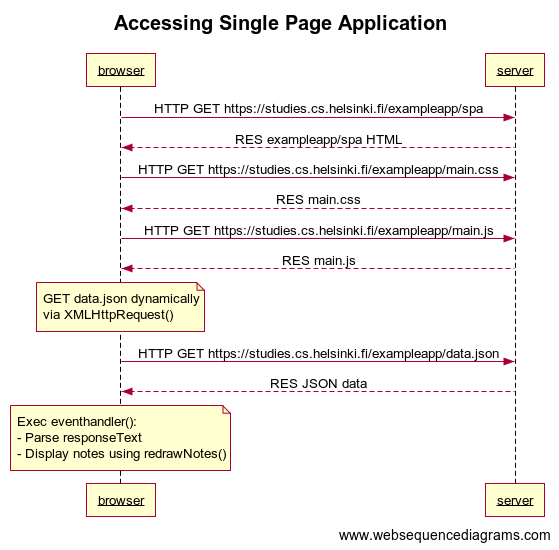 Accessing Single Page Application
browser
server
HTTP GET https://studies.cs.helsinki.fi/exampleapp/spa
RES exampleapp/spa HTML
HTTP GET https://studies.cs.helsinki.fi/exampleapp/main.css
RES main.css
HTTP GET https://studies.cs.helsinki.fi/exampleapp/main.js
RES main.js
GET data.json dynamically
via XMLHttpRequest()
HTTP GET https://studies.cs.helsinki.fi/exampleapp/data.json
RES JSON data
Exec eventhandler():
- Parse responseText
- Display notes using redrawNotes()
browser
server
www.websequencediagrams.com